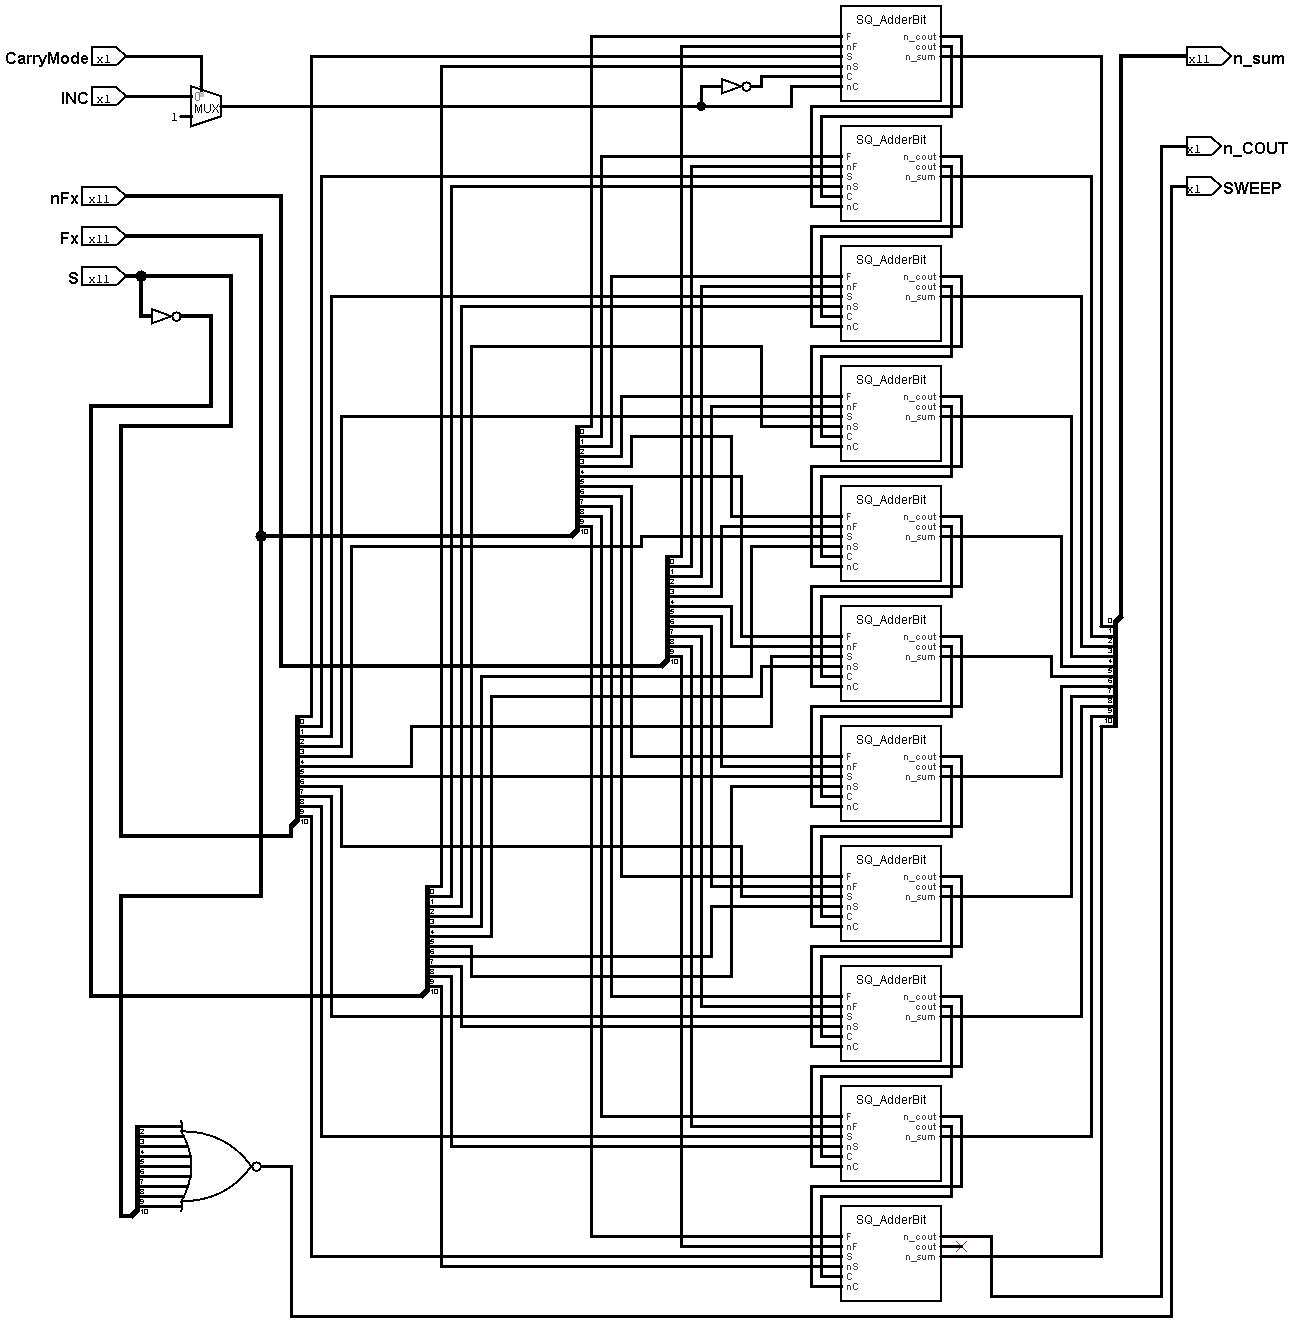 CarryMode x1
INC x1
0
MUX
1
nFx x11
Fx x11
S x11
SQ_AdderBit
F n_cout
nF cout
S n_sum
nS
C
nC
SQ_AdderBit
F n_cout
nF cout
S n_sum
nS
C
nC
SQ_AdderBit
F n_cout
nF cout
S n_sum
nS
C
nC
SQ_AdderBit
F n_cout
nF cout
S n_sum
nS
C
nC
SQ_AdderBit
F n_cout
nF cout
S n_sum
nS
C
nC
SQ_AdderBit
F n_cout
nF cout
S n_sum
nS
C
nC
SQ_AdderBit
F n_cout
nF cout
S n_sum
nS
C
nC
SQ_AdderBit
F n_cout
nF cout
S n_sum
nS
C
nC
SQ_AdderBit
F n_cout
nF cout
S n_sum
nS
C
nC
SQ_AdderBit
F n_cout
nF cout
S n_sum
nS
C
nC
SQ_AdderBit
F n_cout
nF cout
S n_sum
nS
C
nC
0
1
2
3
4
5
6
7
8
9
10
0
1
2
3
4
5
6
7
8
9
10
0
1
2
3
4
5
6
7
8
9
10
0
1
2
3
4
5
6
7
8
9
10
2
3
4
5
6
7
8
9
10
0
1
2
3
4
5
6
7
8
9
10
x11 n_sum
x1 n_COUT
x1 SWEEP